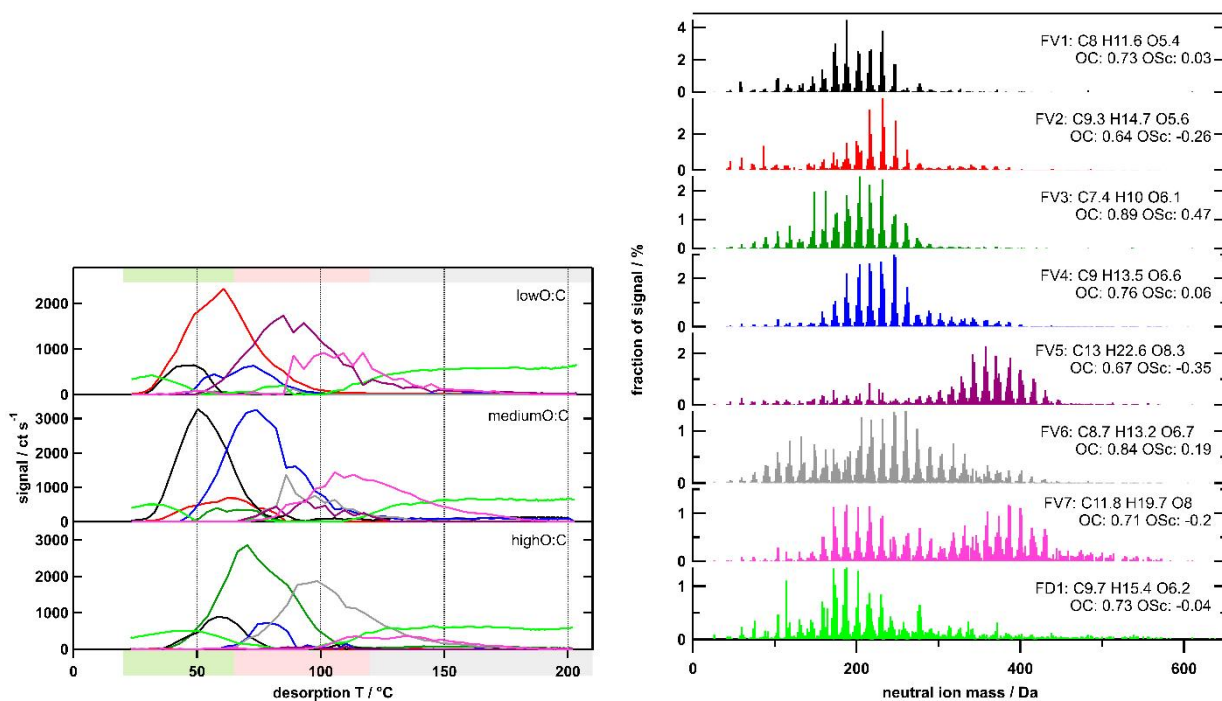 lowO:C
2000
1000
0
mediumO:C
3000
2000
1000
0
highO:C
3000
2000
1000
0
signal / ct s⁻¹
50
100
150
200
desorption T / °C
4
2
0
FV1: C8 H11.6 O5.4
OC: 0.73 OSc: 0.03
2
0
FV2: C9.3 H14.7 O5.6
OC: 0.64 OSc: -0.26
2
1
0
FV3: C7.4 H10 O6.1
OC: 0.89 OSc: 0.47
2
0
FV4: C9 H13.5 O6.6
OC: 0.76 OSc: 0.06
2
0
FV5: C13 H22.6 O8.3
OC: 0.67 OSc: -0.35
1
0
FV6: C8.7 H13.2 O6.7
OC: 0.84 OSc: 0.19
1
0
FV7: C11.8 H19.7 O8
OC: 0.71 OSc: -0.2
1
0
FD1: C9.7 H15.4 O6.2
OC: 0.73 OSc: -0.04
fraction of signal / %
0
200
400
600
neutral ion mass / Da